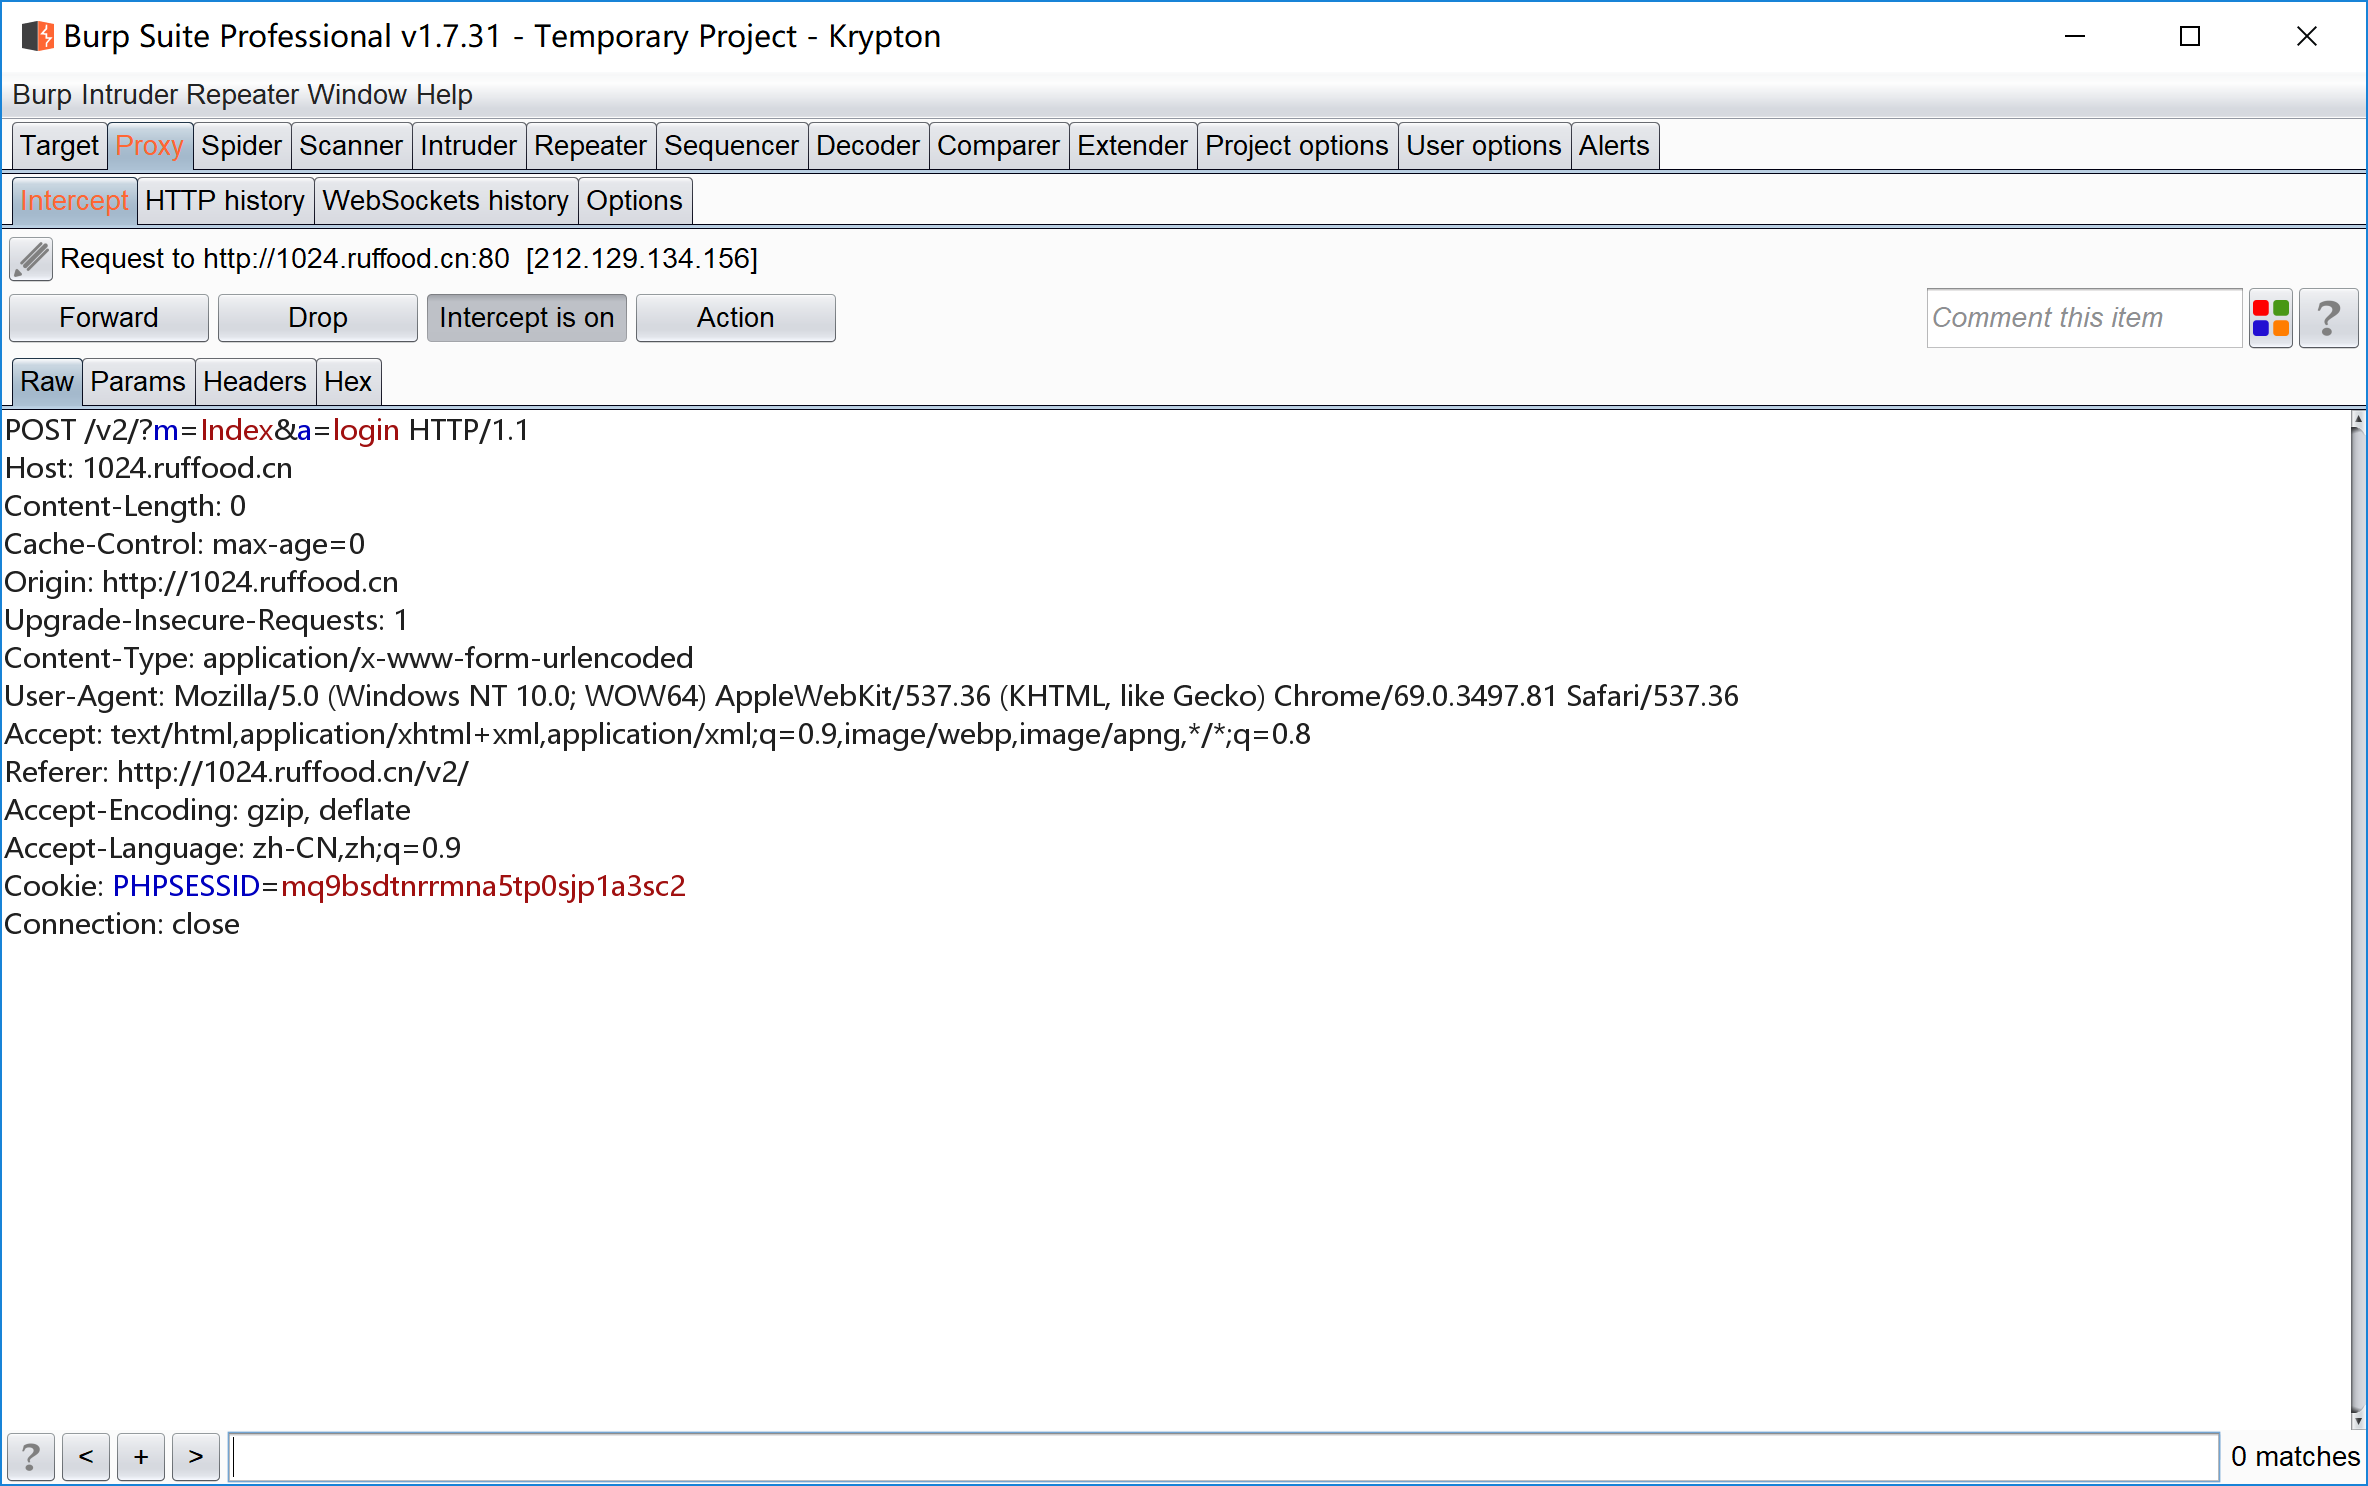 Burp Suite Professional v1.7.31 - Temporary Project - Krypton
Burp Intruder Repeater Window Help
Target Proxy Spider Scanner Intruder Repeater Sequencer Decoder Comparer Extender Project options User options Alerts
Intercept HTTP history WebSockets history Options
Request to http://1024.ruffood.cn:80 [212.129.134.156]
Forward Drop Intercept is on Action Comment this item ?
Raw Params Headers Hex
POST /v2/?m=Index&a=login HTTP/1.1
Host: 1024.ruffood.cn
Content-Length: 0
Cache-Control: max-age=0
Origin: http://1024.ruffood.cn
Upgrade-Insecure-Requests: 1
Content-Type: application/x-www-form-urlencoded
User-Agent: Mozilla/5.0 (Windows NT 10.0; WOW64) AppleWebKit/537.36 (KHTML, like Gecko) Chrome/69.0.3497.81 Safari/537.36
Accept: text/html,application/xhtml+xml,application/xml;q=0.9,image/webp,image/apng,*/*;q=0.8
Referer: http://1024.ruffood.cn/v2/
Accept-Encoding: gzip, deflate
Accept-Language: zh-CN,zh;q=0.9
Cookie: PHPSESSID=mq9bsdtnrrmna5tp0sjp1a3sc2
Connection: close
? < + > 0 matches